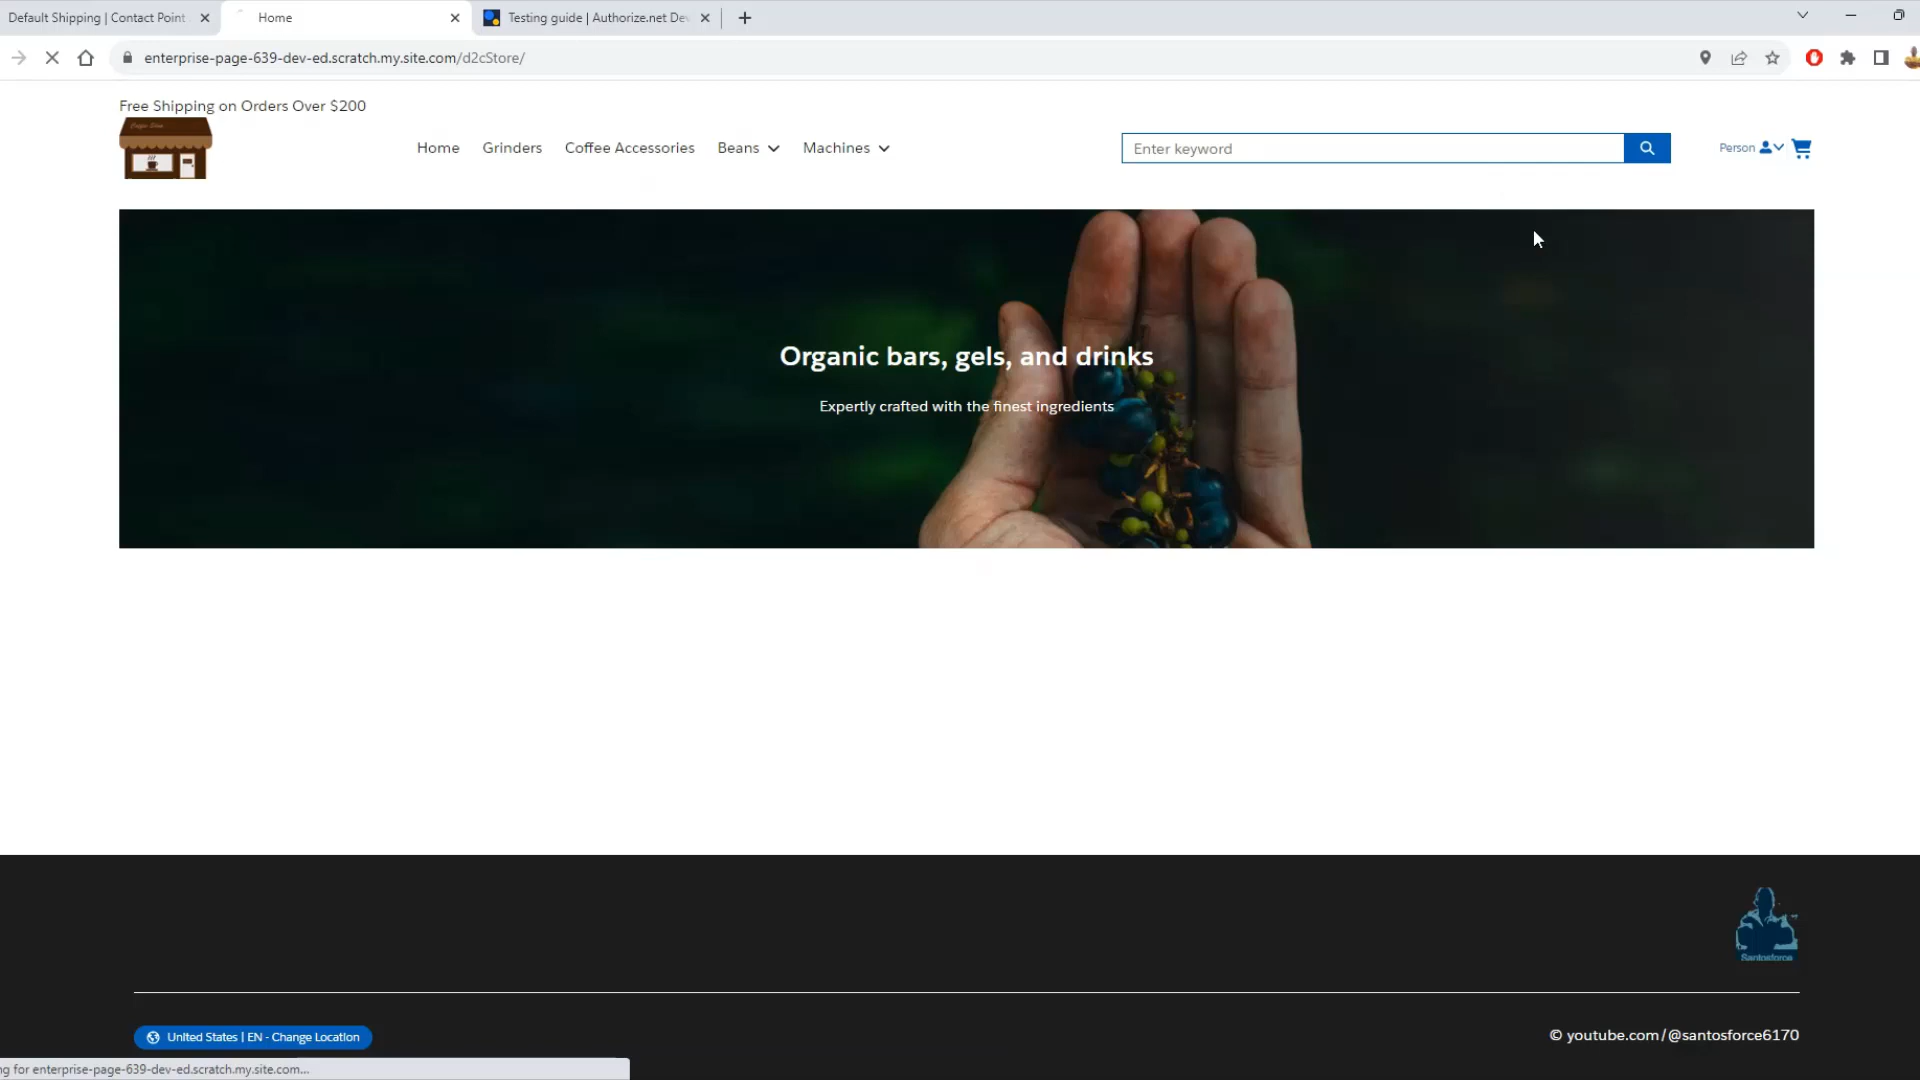 Default Shipping | Contact Point
Home
Testing guide | Authorize.net De
enterprise-page-639-dev-ed.scratch.my.site.com/d2cStore/
Free Shipping on Orders Over $200
Home
Grinders
Coffee Accessories
Beans
Machines
Enter keyword
Person
Organic bars, gels, and drinks
Expertly crafted with the finest ingredients
Santosforce
United States | EN - Change Location
© youtube.com/@santosforce6170
ng for enterprise-page-639-dev-ed.scratch.my.site.com...